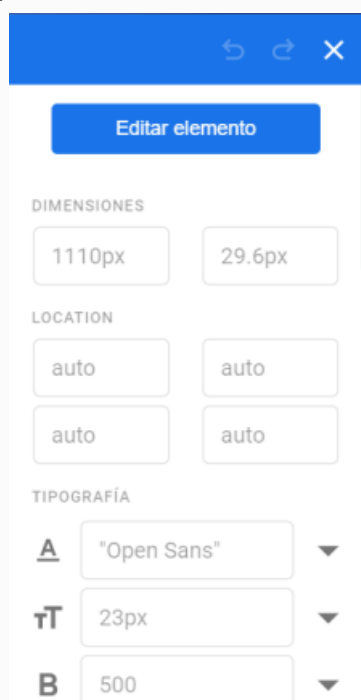 Editar elemento
DIMENSIONES
1110px 29.6px
LOCATION
auto auto
auto auto
TIPOGRAFÍA
A "Open Sans"
TT 23px
B 500